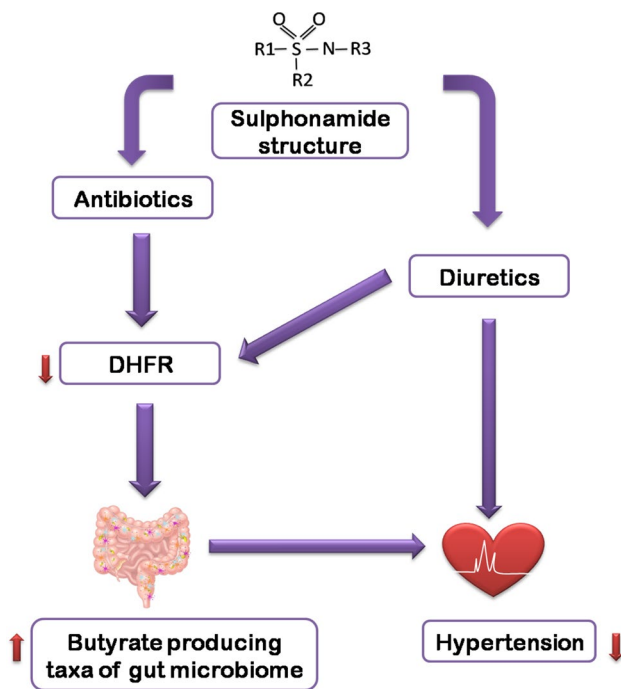 O O
R1–S–N–R3
R2
Sulphonamide
structure
Antibiotics
Diuretics
DHFR
Butyrate producing
taxa of gut microbiome
Hypertension